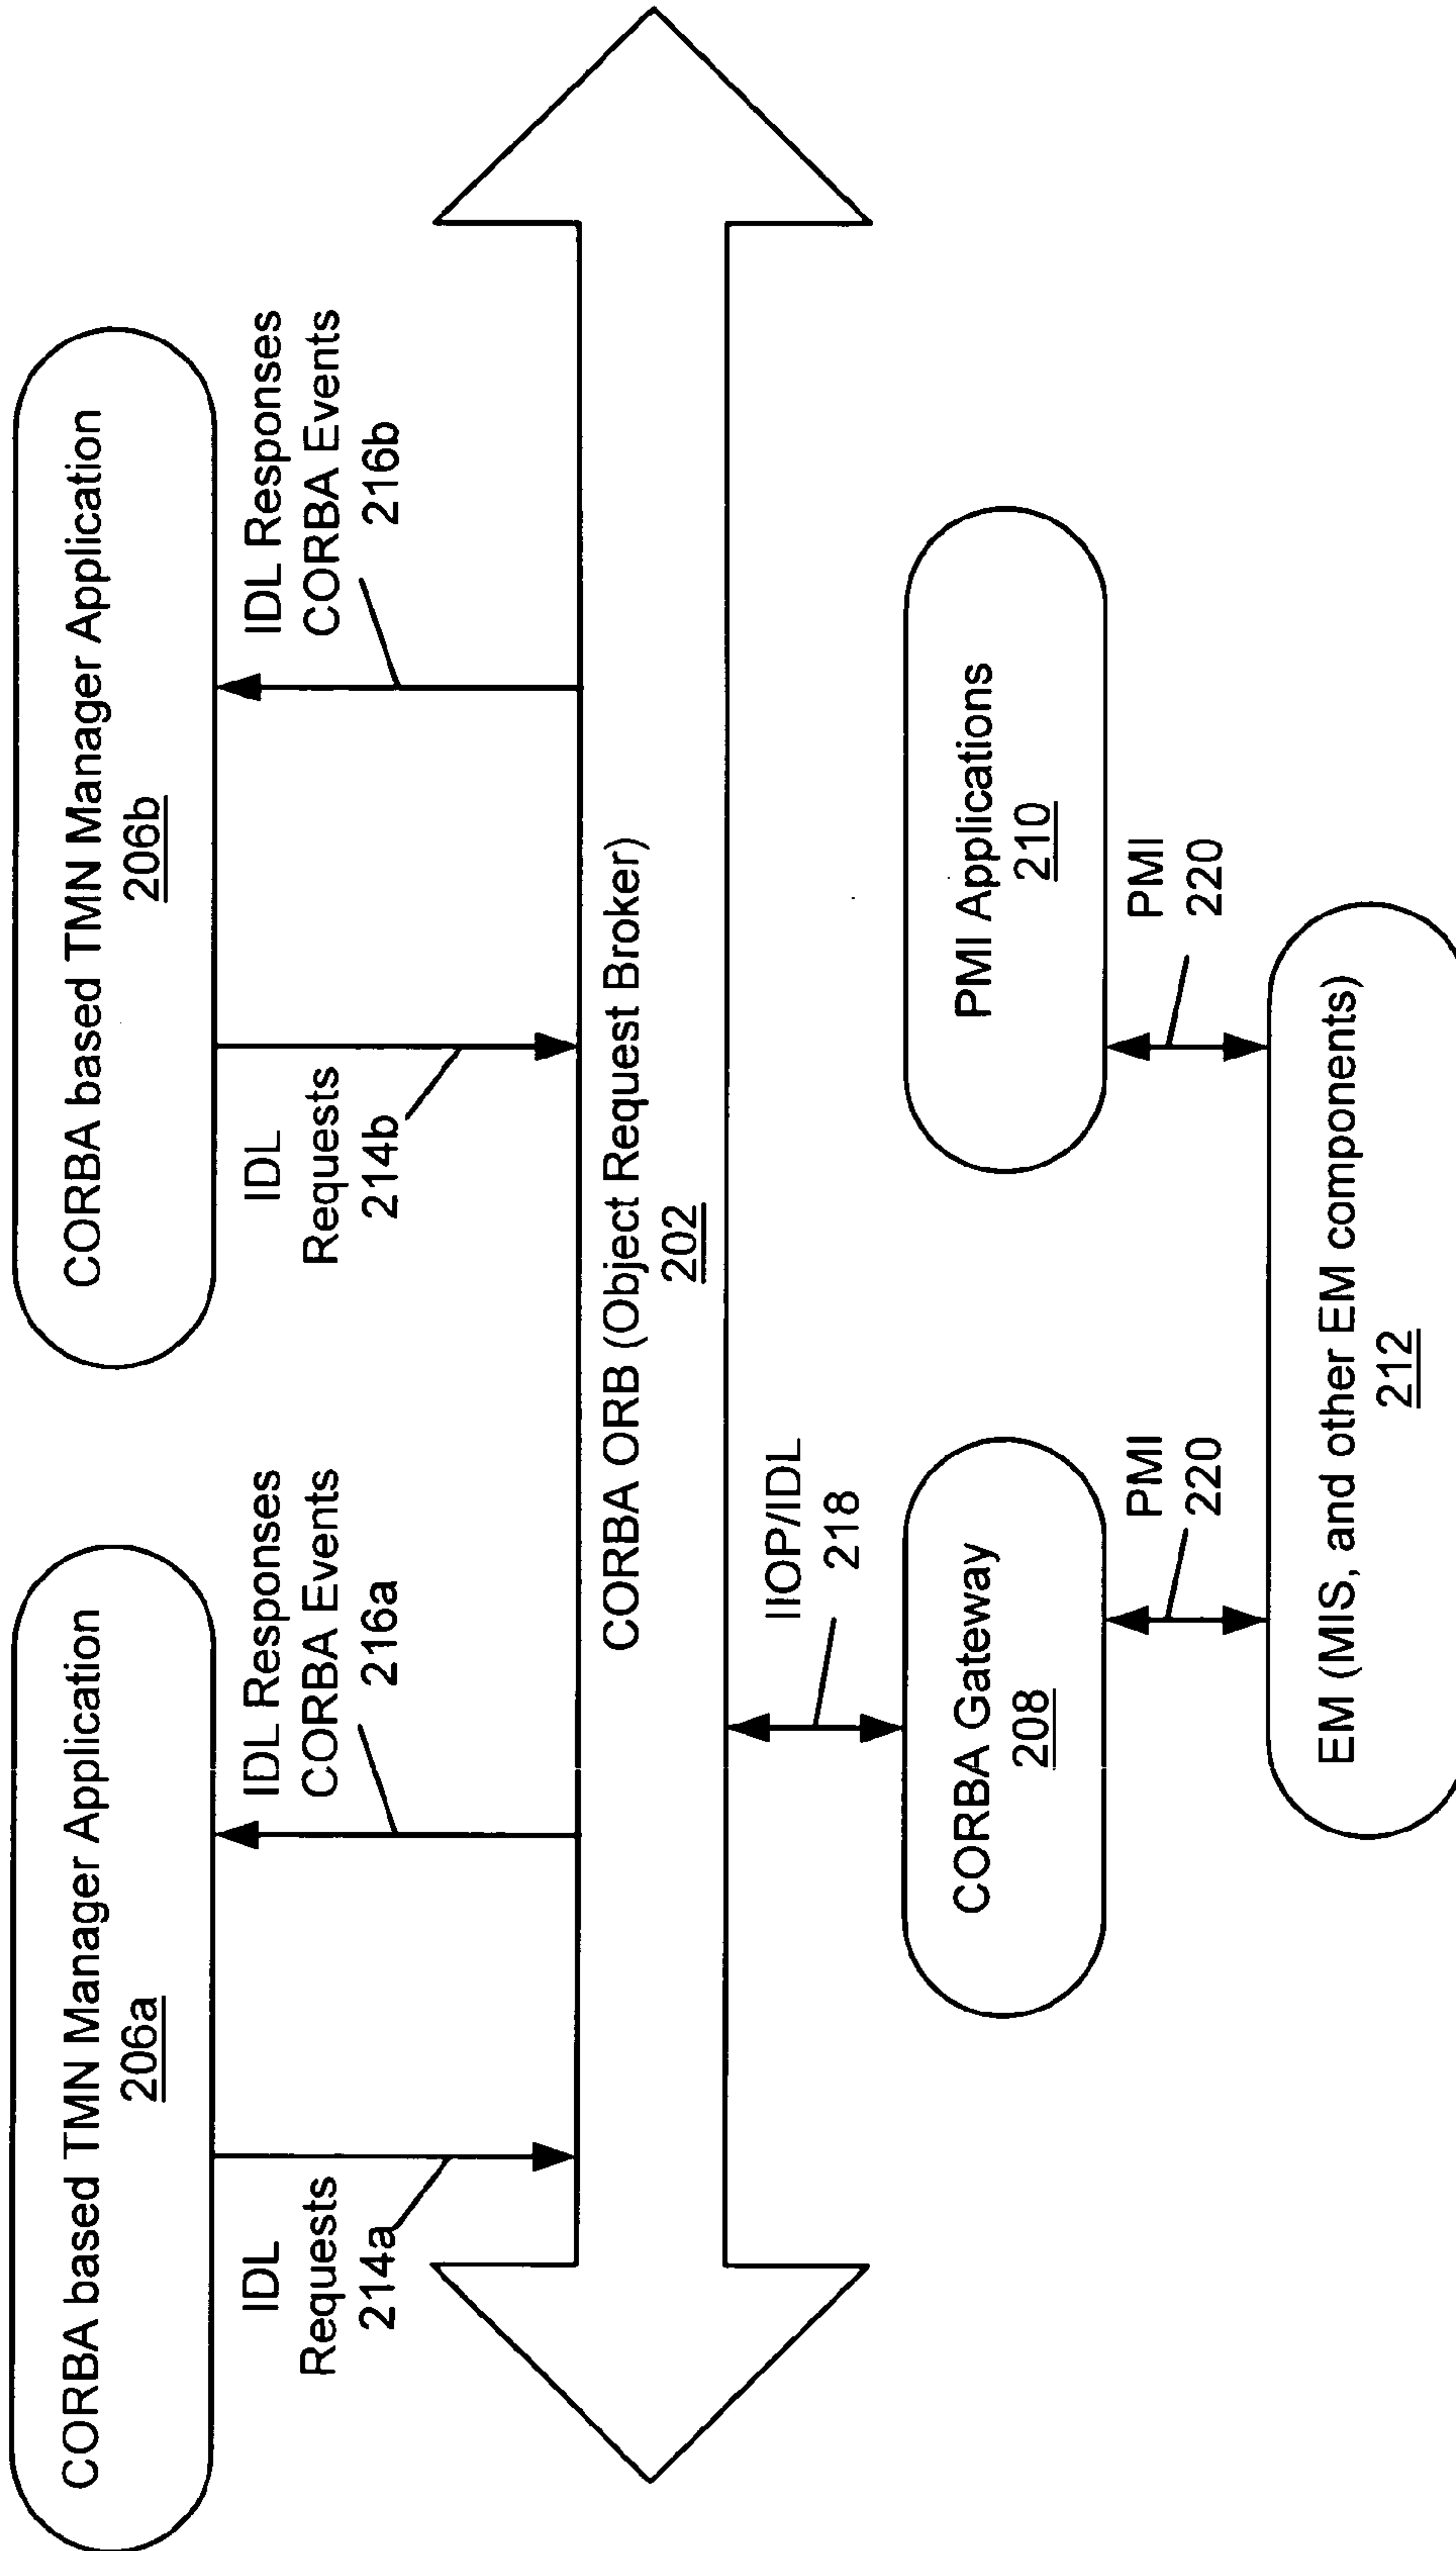 CORBA based TMN Manager Application
206a
CORBA based TMN Manager Application
206b
IDL
Requests
214a
IDL Responses
CORBA Events
216a
IDL
Requests
214b
IDL Responses
CORBA Events
216b
CORBA ORB (Object Request Broker)
202
IIOP/IDL
218
CORBA Gateway
208
PMI Applications
210
PMI
220
PMI
220
EM (MIS, and other EM components)
212